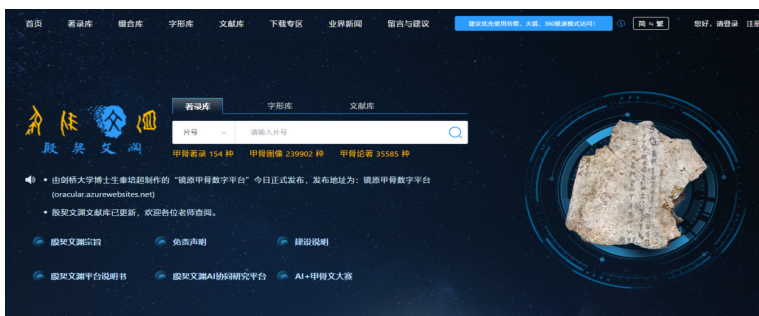 首页 著录库 缀合库 字形库 文献库 下载专区 业界新闻 留言与建议 建议优先使用谷歌、火狐、360极速模式访问! 简 繁 您好，请登录 注册
著录库 字形库 文献库
片号 请输入片号
殷契文渊
甲骨著录 154 种 甲骨图像 239902 种 甲骨论著 35585 种
• 由剑桥大学博士生秦培超制作的“镜原甲骨数字平台”今日正式发布，发布地址为：镜原甲骨数字平台
(oracular.azurewebsites.net)
• 殷契文渊文献库已更新，欢迎各位老师查阅。
殷契文渊宗旨 免责声明 建设说明
殷契文渊平台说明书 殷契文渊AI协同研究平台 AI+甲骨文大赛